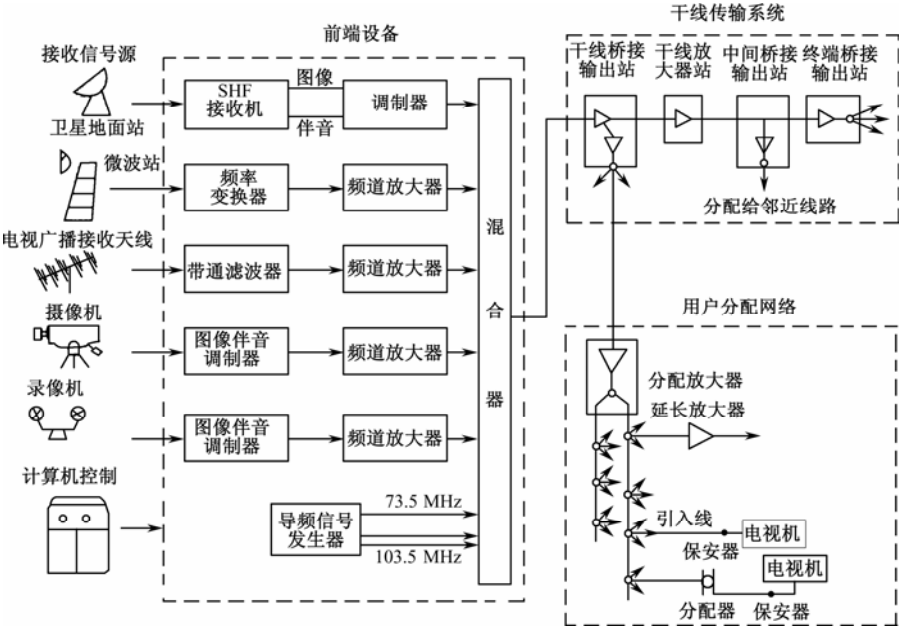 接收信号源
卫星地面站
微波站
电视广播接收天线
摄像机
录像机
计算机控制
前端设备
SHF
接收机
图像
伴音
调制器
频率
变换器
频道放大器
带通滤波器
频道放大器
图像伴音
调制器
频道放大器
图像伴音
调制器
频道放大器
导频信号
发生器
73.5 MHz
103.5 MHz
混
合
器
干线传输系统
干线桥接
输出站
干线放
大器站
中间桥接
输出站
终端桥接
输出站
分配给邻近线路
用户分配网络
分配放大器
延长放大器
引入线
保安器
电视机
电视机
分配器
保安器